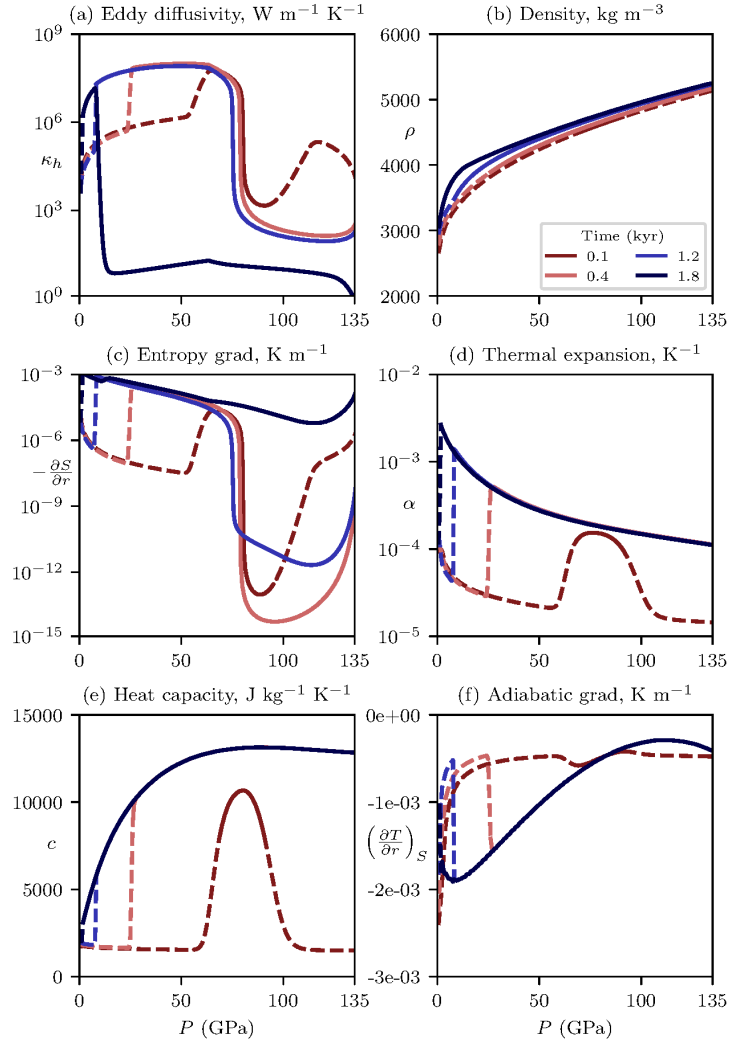 (a) Eddy diffusivity, W m⁻¹ K⁻¹
(b) Density, kg m⁻³
10⁹
10⁶
κₕ
10³
10⁰
0
50
100
135
6000
5000
ρ
4000
3000
2000
Time (kyr)
0.1
1.2
0.4
1.8
0
50
100
135
(c) Entropy grad, K m⁻¹
(d) Thermal expansion, K⁻¹
10⁻³
10⁻⁶
−∂S/∂r
10⁻⁹
10⁻¹²
10⁻¹⁵
0
50
100
135
10⁻²
10⁻³
α
10⁻⁴
10⁻⁵
0
50
100
135
(e) Heat capacity, J kg⁻¹ K⁻¹
(f) Adiabatic grad, K m⁻¹
15000
10000
c
5000
0
0
50
100
135
P (GPa)
0e+00
-1e-03
(∂T/∂r)_S
-2e-03
-3e-03
0
50
100
135
P (GPa)